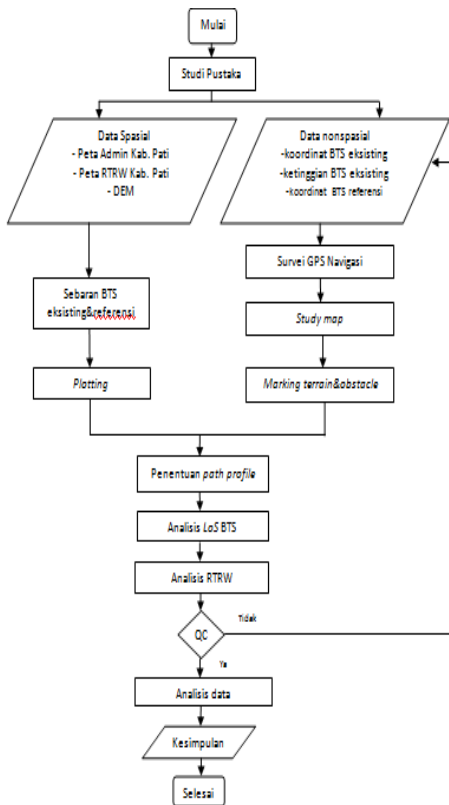 Mulai
Studi Pustaka
Data Spasial
- Peta Admin Kab. Pati
- Peta RTRW Kab. Pati
- DEM
Data nonspasial
-koordinat BTS eksisting
-ketinggian BTS eksisting
-koordinat BTS referensi
Sebaran BTS
eksisting&referensi
Survei GPS Navigasi
Study map
Platting
Marking terrain&obstacle
Penentuan path profile
Analisis LoS BTS
Analisis RTRW
QC
Tidak
Ya
Analisis data
Kesimpulan
Selesai